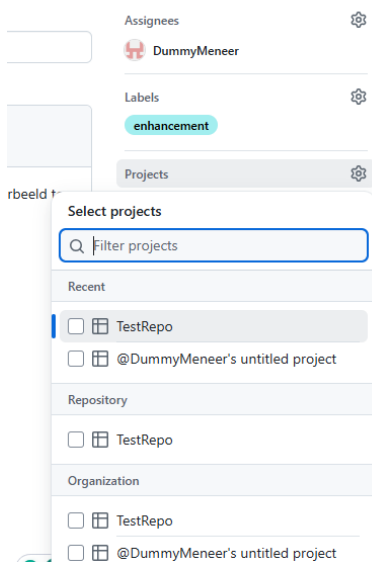 Assignees
DummyMeneer
Labels
enhancement
Projects
rbeeld
Select projects
Filter projects
Recent
TestRepo
@DummyMeneer's untitled project
Repository
TestRepo
Organization
TestRepo
@DummyMeneer's untitled project